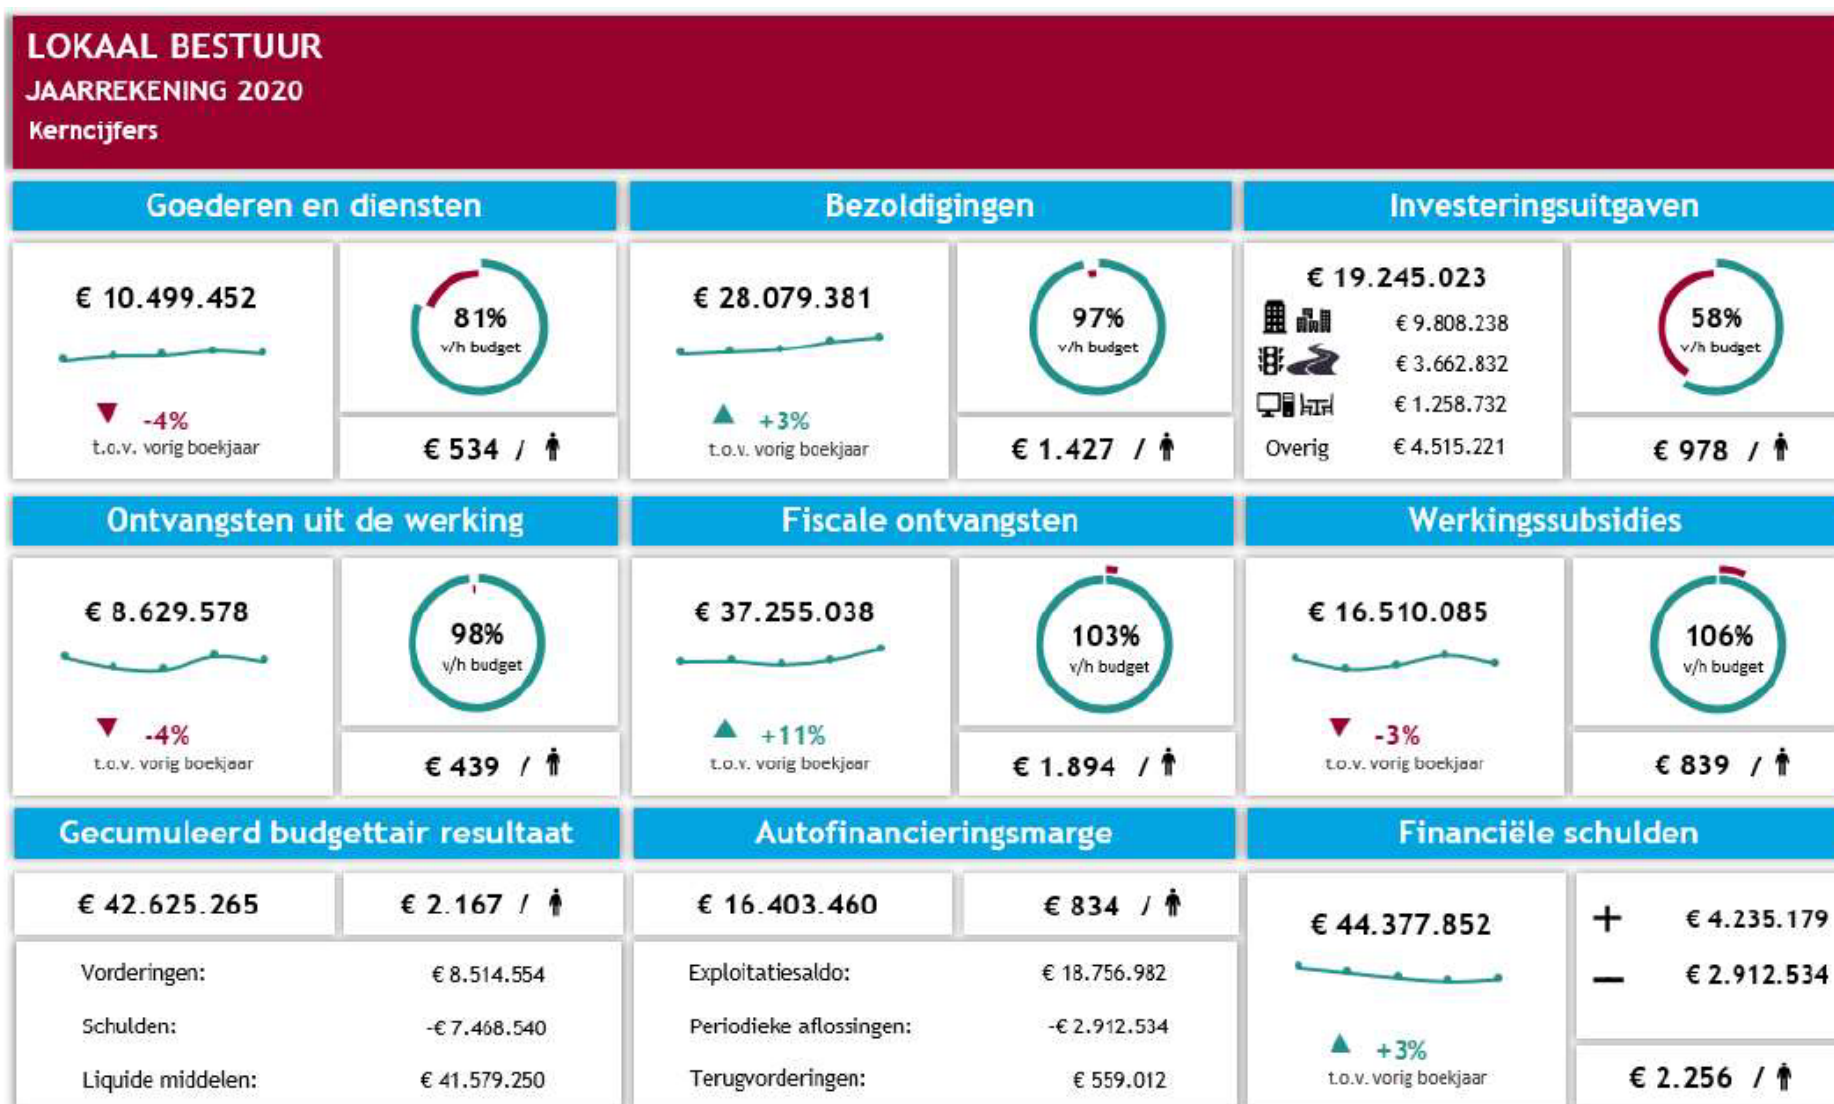 LOKAAL BESTUUR
JAARREKENING 2020
Kerncijfers
Goederen en diensten
€ 10.499.452
-4%
t.o.v. vorig boekjaar
81%
v/h budget
€ 534 /
Bezoldigingen
€ 28.079.381
+3%
t.o.v. vorig boekjaar
97%
v/h budget
€ 1.427 /
Investeringsuitgaven
€ 19.245.023
€ 9.808.238
€ 3.662.832
€ 1.258.732
Overig € 4.515.221
58%
v/h budget
€ 978 /
Ontvangsten uit de werking
€ 8.629.578
-4%
t.o.v. vorig boekjaar
98%
v/h budget
€ 439 /
Fiscale ontvangsten
€ 37.255.038
+11%
t.o.v. vorig boekjaar
103%
v/h budget
€ 1.894 /
Werkingssubsidies
€ 16.510.085
-3%
t.o.v. vorig boekjaar
106%
v/h budget
€ 839 /
Gecumuleerd budgettair resultaat
€ 42.625.265
€ 2.167 /
Vorderingen: € 8.514.554
Schulden: -€ 7.468.540
Liquide middelen: € 41.579.250
Autofinancieringsmarge
€ 16.403.460
€ 834 /
Exploitatiesaldo: € 18.756.982
Periodieke aflossingen: -€ 2.912.534
Terugvorderingen: € 559.012
Financiële schulden
€ 44.377.852
+3%
t.o.v. vorig boekjaar
+ € 4.235.179
— € 2.912.534
€ 2.256 /